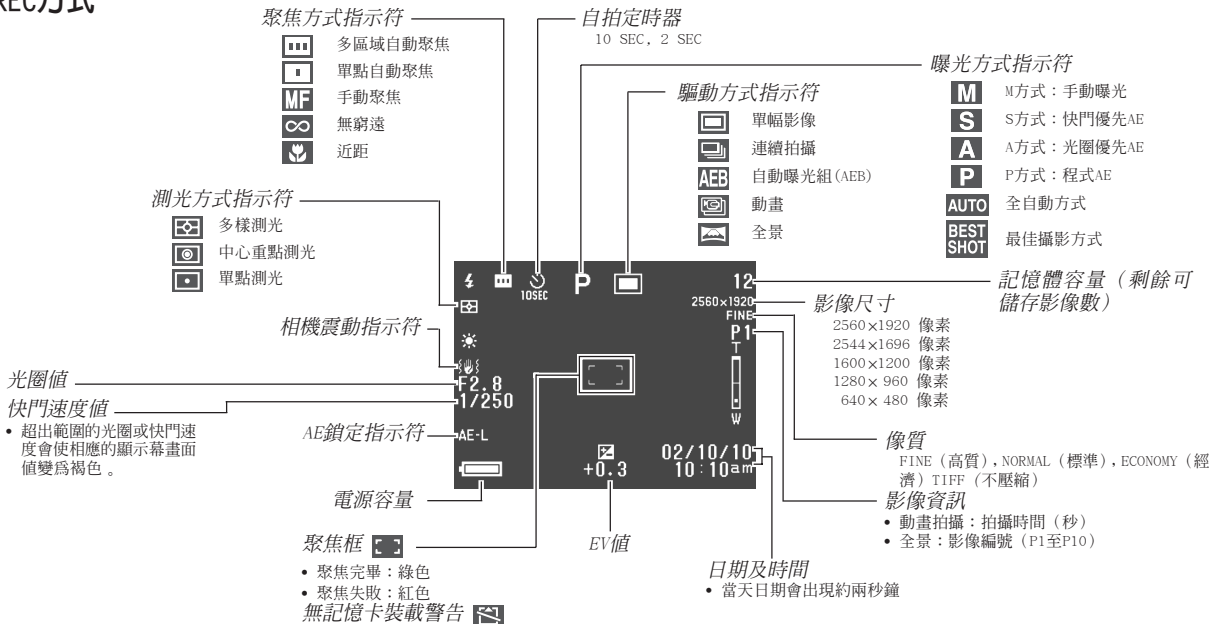 REC方式
聚焦方式指示符
多區域自動聚焦
單點自動聚焦
MF 手動聚焦
無窮遠
近距
自拍定時器
10 SEC, 2 SEC
驅動方式指示符
單幅影像
連續拍攝
AEB 自動曝光組(AEB)
動畫
全景
曝光方式指示符
M M方式：手動曝光
S S方式：快門優先AE
A A方式：光圈優先AE
P P方式：程式AE
AUTO 全自動方式
BEST SHOT 最佳攝影方式
測光方式指示符
多樣測光
中心重點測光
單點測光
相機震動指示符
光圈値
快門速度値
• 超出範圍的光圈或快門速
度會使相應的顯示幕畫面
值變爲褐色。
AE鎖定指示符
電源容量
10SEC
P
12
2560×1920
FINE
P1
T
W
F2.8
1/250
AE-L
+0.3
02/10/10
10:10am
記憶體容量（剩餘可
儲存影像數）
影像尺寸
2560×1920 像素
2544×1696 像素
1600×1200 像素
1280× 960 像素
640× 480 像素
像質
FINE（高質），NORMAL（標準），ECONOMY（經
濟）TIFF（不壓縮）
影像資訊
• 動畫拍攝：拍攝時間（秒）
• 全景：影像編號（P1至P10）
日期及時間
• 當天日期會出現約兩秒鐘
EV值
聚焦框
• 聚焦完畢：綠色
• 聚焦失敗：紅色
無記憶卡裝載警告